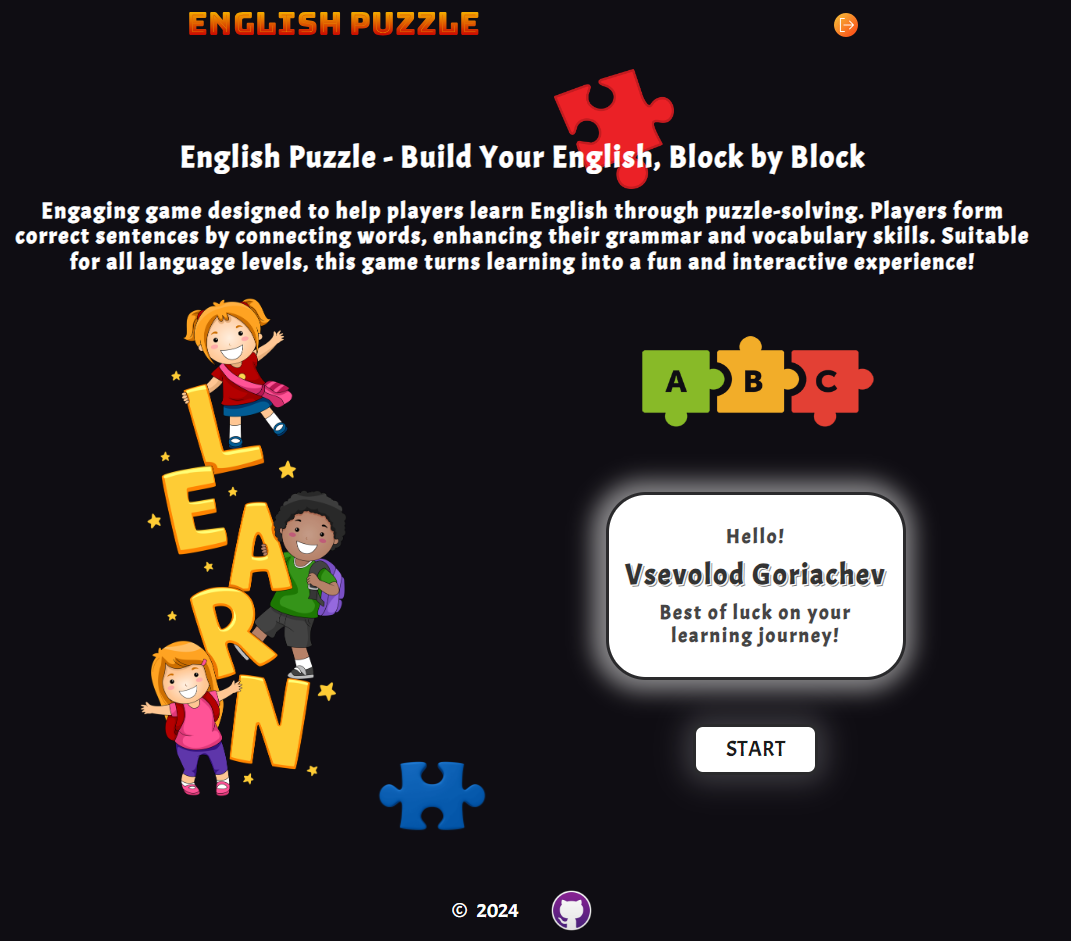 ENGLISH PUZZLE
English Puzzle - Build Your English, Block by Block
Engaging game designed to help players learn English through puzzle-solving. Players form
correct sentences by connecting words, enhancing their grammar and vocabulary skills. Suitable
for all language levels, this game turns learning into a fun and interactive experience!
L
E
A
R
N
A B C
Hello!
Vsevolod Goriachev
Best of luck on your
learning journey!
START
© 2024